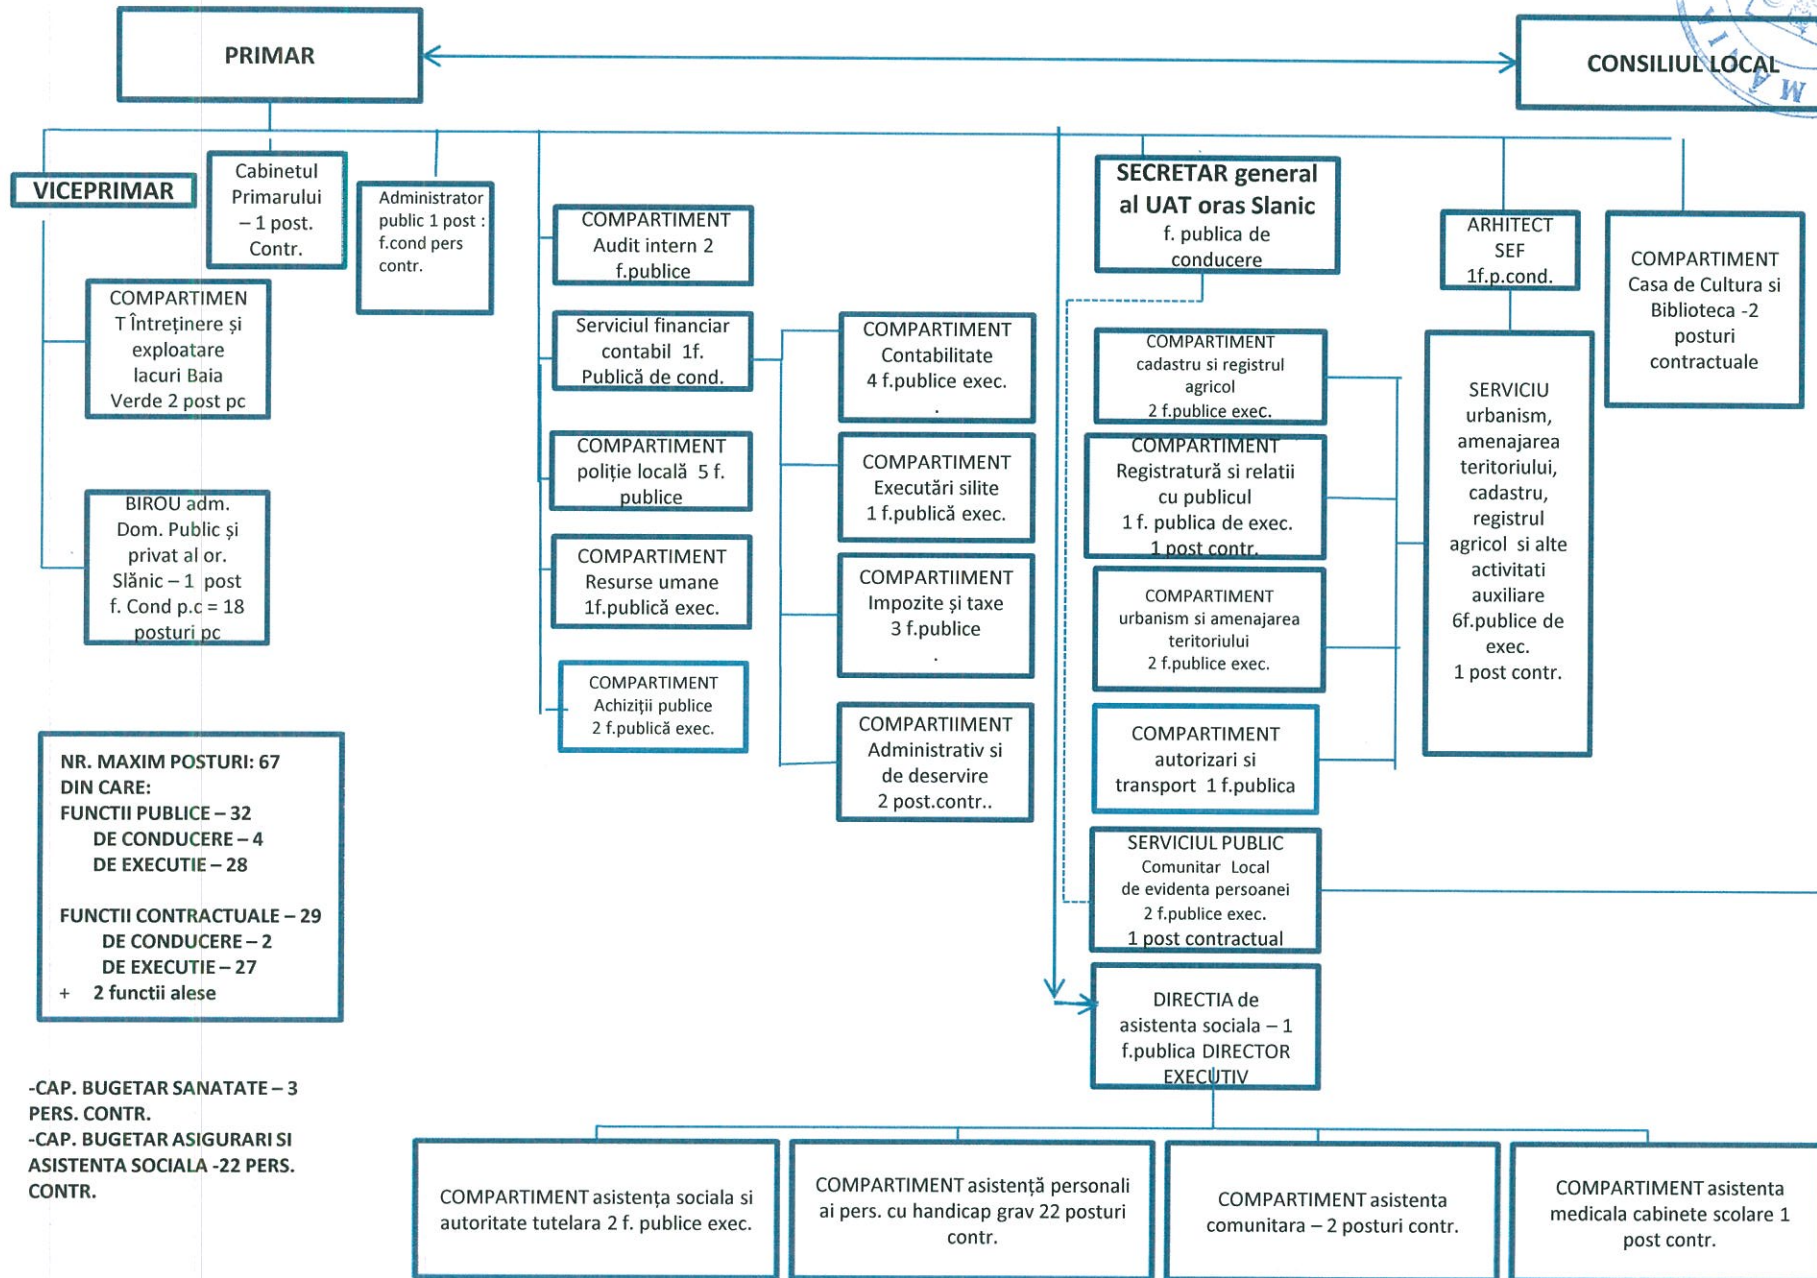 PRIMAR
CONSILIUL LOCAL
VICEPRIMAR
Cabinetul
Primarului
– 1 post.
Contr.
Administrator
public 1 post :
f.cond pers
contr.
COMPARTIMEN
T Întreținere și
exploatare
lacuri Baia
Verde 2 post pc
BIROU adm.
Dom. Public și
privat al or.
Slănic – 1 post
f. Cond p.c = 18
posturi pc
COMPARTIMENT
Audit intern 2
f.publice
Serviciul financiar
contabil 1f.
Publică de cond.
COMPARTIMENT
poliție locală 5 f.
publice
COMPARTIMENT
Resurse umane
1f.publică exec.
COMPARTIMENT
Achiziții publice
2 f.publică exec.
COMPARTIMENT
Contabilitate
4 f.publice exec.
.
COMPARTIMENT
Executări silite
1 f.publică exec.
COMPARTIIMENT
Impozite și taxe
3 f.publice
.
COMPARTIIMENT
Administrativ si
de deservire
2 post.contr..
SECRETAR general
al UAT oras Slanic
f. publica de
conducere
COMPARTIMENT
cadastru si registrul
agricol
2 f.publice exec.
COMPARTIMENT
Registratură si relatii
cu publicul
1 f. publica de exec.
1 post contr.
COMPARTIMENT
urbanism si amenajarea
teritoriului
2 f.publice exec.
COMPARTIMENT
autorizari si
transport 1 f.publica
SERVICIUL PUBLIC
Comunitar Local
de evidenta persoanei
2 f.publice exec.
1 post contractual
ARHITECT
SEF
1f.p.cond.
SERVICIU
urbanism,
amenajarea
teritoriului,
cadastru,
registrul
agricol si alte
activitati
auxiliare
6f.publice de
exec.
1 post contr.
COMPARTIMENT
Casa de Cultura si
Biblioteca -2
posturi
contractuale
DIRECTIA de
asistenta sociala – 1
f.publica DIRECTOR
EXECUTIV
NR. MAXIM POSTURI: 67
DIN CARE:
FUNCTII PUBLICE – 32
DE CONDUCERE – 4
DE EXECUTIE – 28
FUNCTII CONTRACTUALE – 29
DE CONDUCERE – 2
DE EXECUTIE – 27
+ 2 functii alese
-CAP. BUGETAR SANATATE – 3
PERS. CONTR.
-CAP. BUGETAR ASIGURARI SI
ASISTENTA SOCIALA -22 PERS.
CONTR.
COMPARTIMENT asistența sociala si
autoritate tutelara 2 f. publice exec.
COMPARTIMENT asistență personali
ai pers. cu handicap grav 22 posturi
contr.
COMPARTIMENT asistenta
comunitara – 2 posturi contr.
COMPARTIMENT asistenta
medicala cabinete scolare 1
post contr.